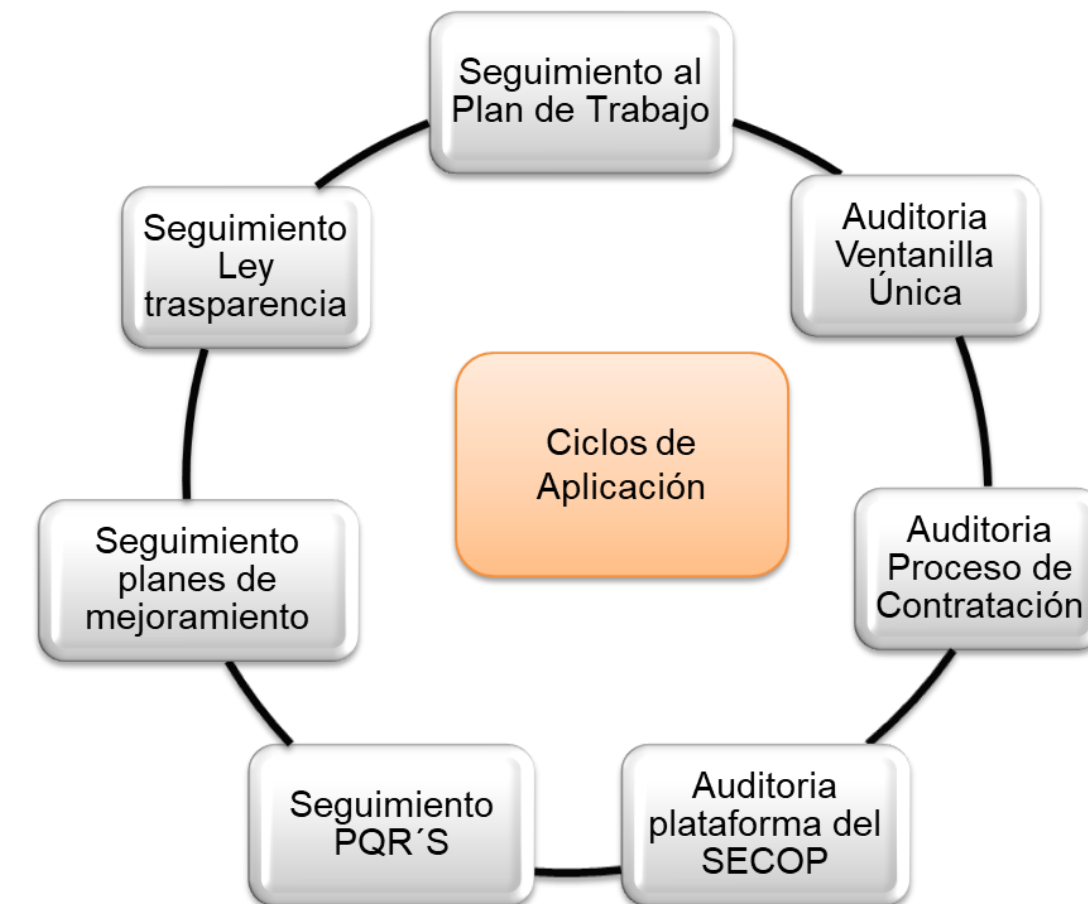 Seguimiento al
Plan de Trabajo
Auditoria
Ventanilla
Única
Auditoria
Proceso de
Contratación
Auditoria
plataforma del
SECOP
Seguimiento
PQR´S
Seguimiento
planes de
mejoramiento
Seguimiento
Ley
trasparencia
Ciclos de
Aplicación